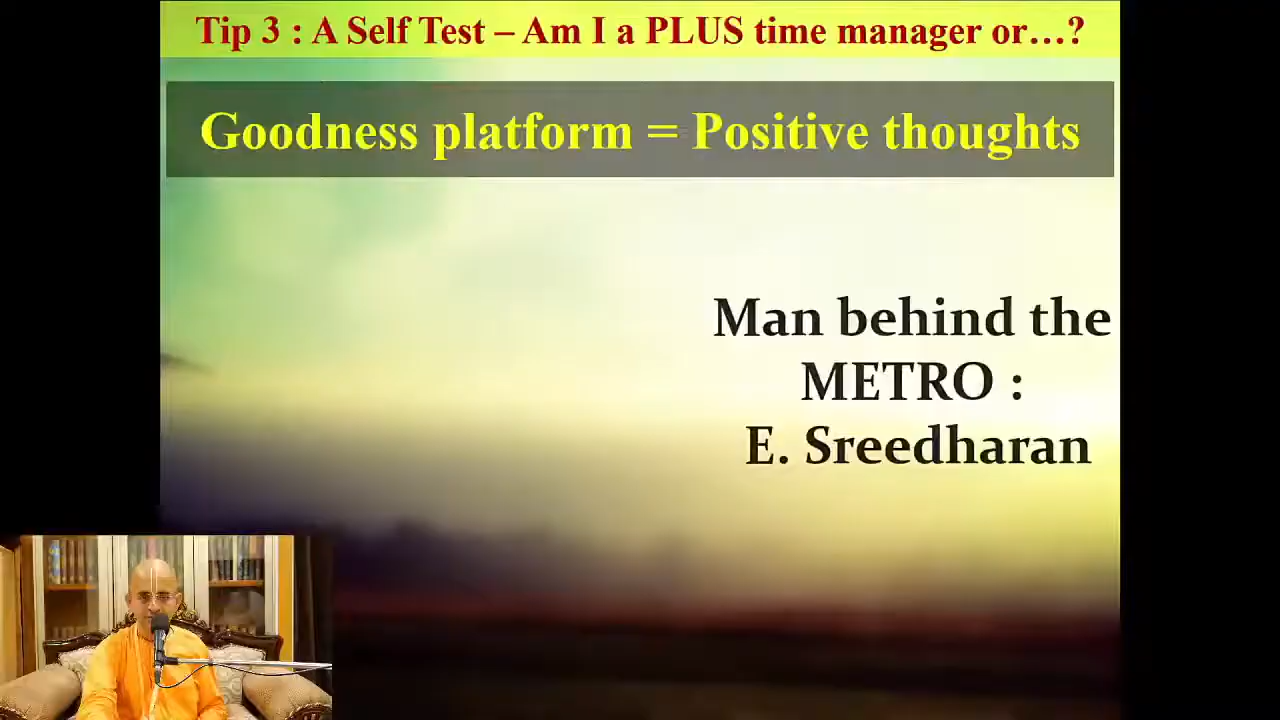 Tip 3 : A Self Test – Am I a PLUS time manager or…?
Goodness platform = Positive thoughts
Man behind the
METRO :
E. Sreedharan